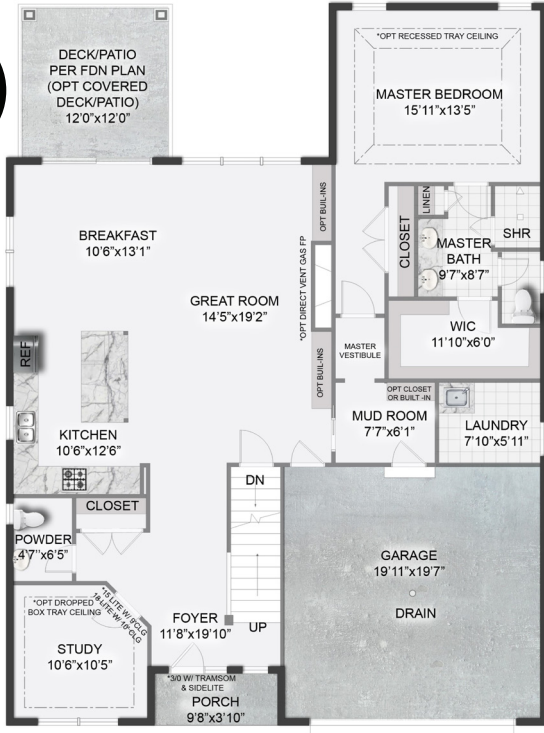 DECK/PATIO
PER FDN PLAN
(OPT COVERED
DECK/PATIO)
12'0"x12'0"
*OPT RECESSED TRAY CEILING
MASTER BEDROOM
15'11"x13'5"
BREAKFAST
10'6"x13'1"
GREAT ROOM
14'5"x19'2"
OPT BUIL-INS
*OPT DIRECT VENT GAS FP
OPT BUIL-INS
CLOSET
LINEN
SHR
MASTER
BATH
9'7"x8'7"
WIC
11'10"x6'0"
MASTER
VESTIBULE
OPT CLOSET
OR BUILT -IN
MUD ROOM
7'7"x6'1"
LAUNDRY
7'10"x5'11"
REF
KITCHEN
10'6"x12'6"
CLOSET
DN
POWDER
4'7"x6'5"
*OPT DROPPED
BOX TRAY CEILING
*15 LITE W/ 9'CLG
18 LITE W/ 10'CLG
STUDY
10'6"x10'5"
FOYER
11'8"x19'10"
UP
GARAGE
19'11"x19'7"
DRAIN
*3/0 W/ TRAMSOM
& SIDELITE
PORCH
9'8"x3'10"